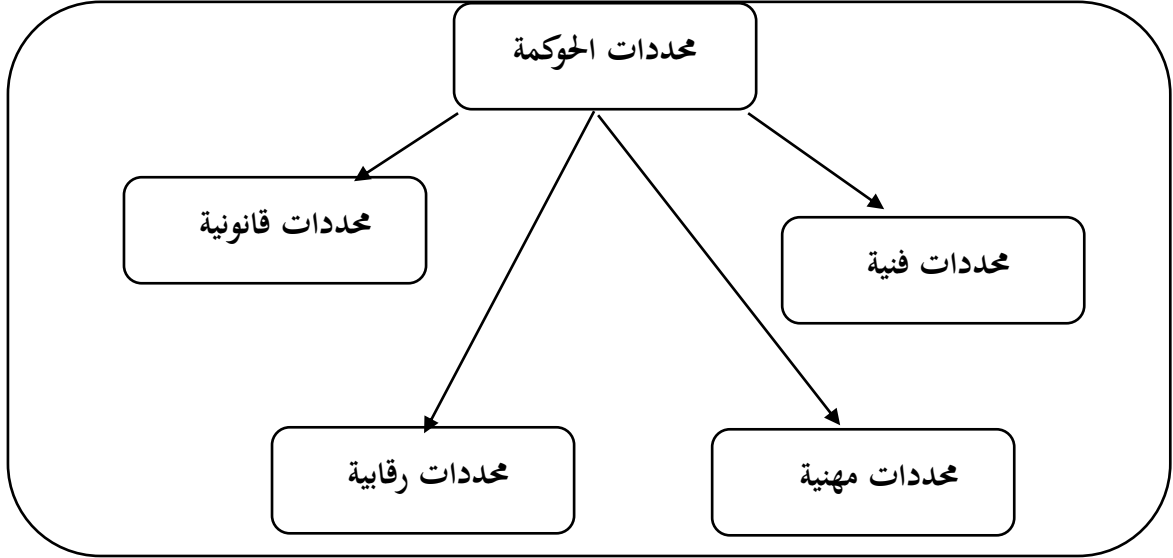 محددات الحوكمة
محددات قانونية
محددات فنية
محددات رقابية
محددات مهنية